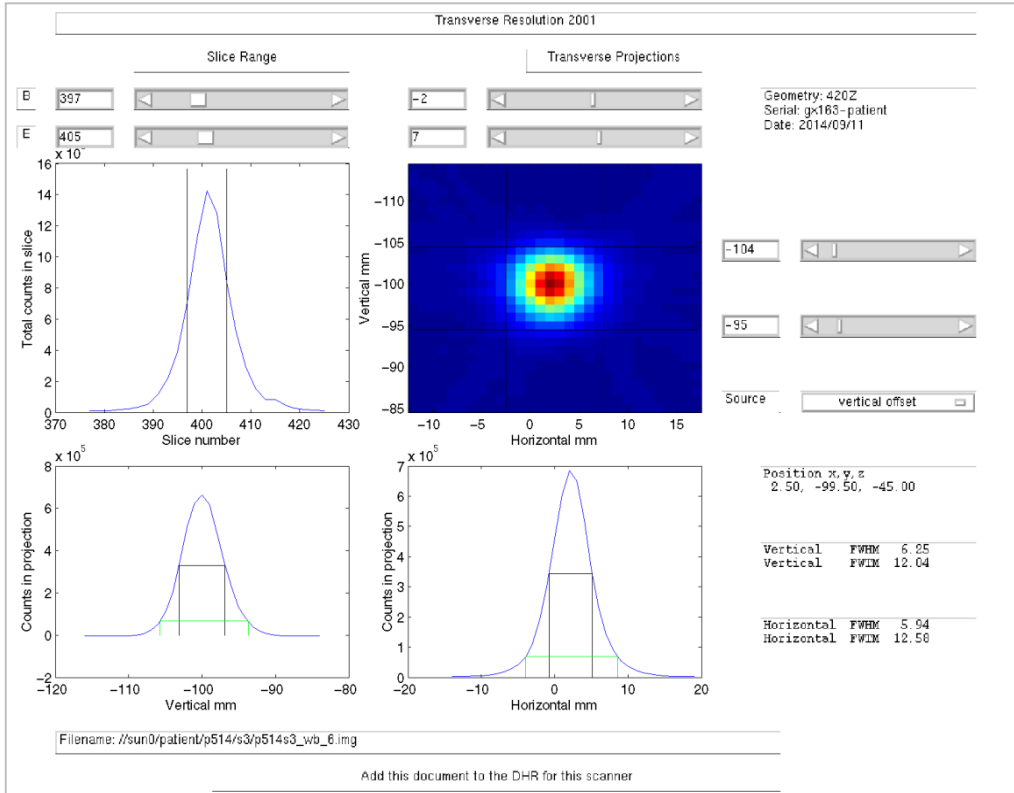 Transverse Resolution 2001
Slice Range
Transverse Projections
B 397
-2
E 405
7
Geometry: 420Z
Serial: gx163-patient
Date: 2014/09/11
x 10
16
14
12
10
8
6
4
2
0
Total counts in slice
370 380 390 400 410 420 430
Slice number
-110
-105
-100
-95
-90
-85
Vertical mm
-10 -5 0 5 10 15
Horizontal mm
-104
-95
Source vertical offset
x 10^5
8
6
4
2
0
-2
Counts in projection
-120 -110 -100 -90 -80
Vertical mm
x 10^5
7
6
5
4
3
2
1
0
Counts in projection
-20 -10 0 10 20
Horizontal mm
Position x,y,z
2.50, -99.50, -45.00
Vertical FWHM 6.25
Vertical FWTM 12.04
Horizontal FWHM 5.94
Horizontal FWTM 12.58
Filename: //sun0/patient/p514/s3/p514s3_wb_6.img
Add this document to the DHR for this scanner